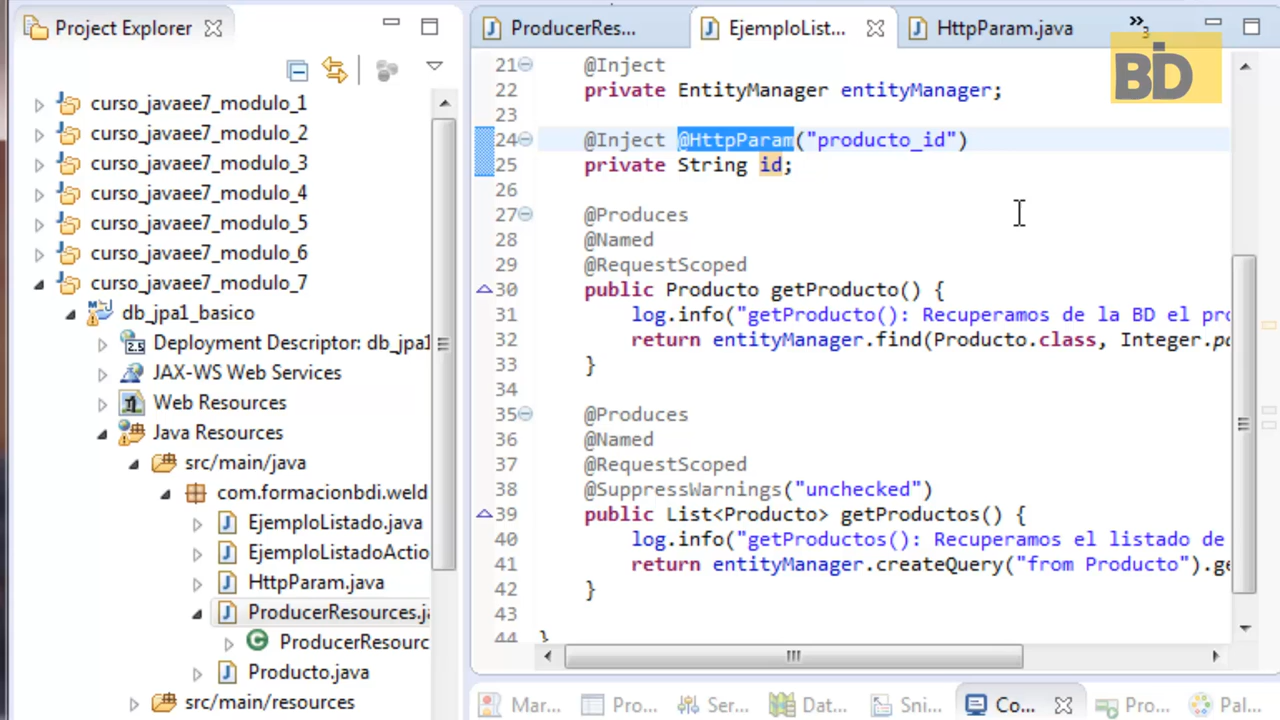 Project Explorer
curso_javaee7_modulo_1
curso_javaee7_modulo_2
curso_javaee7_modulo_3
curso_javaee7_modulo_4
curso_javaee7_modulo_5
curso_javaee7_modulo_6
curso_javaee7_modulo_7
db_jpa1_basico
Deployment Descriptor: db_jpa1
JAX-WS Web Services
Web Resources
Java Resources
src/main/java
com.formacionbdi.weld
EjemploListado.java
EjemploListadoActio
HttpParam.java
ProducerResources.ja
ProducerResourc
Producto.java
src/main/resources
ProducerRes... EjemploList... HttpParam.java »3
BD
21 @Inject
22 private EntityManager entityManager;
23
24 @Inject @HttpParam("producto_id")
25 private String id;
26
27 @Produces
28 @Named
29 @RequestScoped
30 public Producto getProducto() {
31 log.info("getProducto(): Recuperamos de la BD el pro
32 return entityManager.find(Producto.class, Integer.pa
33 }
34
35 @Produces
36 @Named
37 @RequestScoped
38 @SuppressWarnings("unchecked")
39 public List<Producto> getProductos() {
40 log.info("getProductos(): Recuperamos el listado de
41 return entityManager.createQuery("from Producto").ge
42 }
43
44 }
Mar... Pro... Ser... Dat... Sni... Co... Pro... Pal...